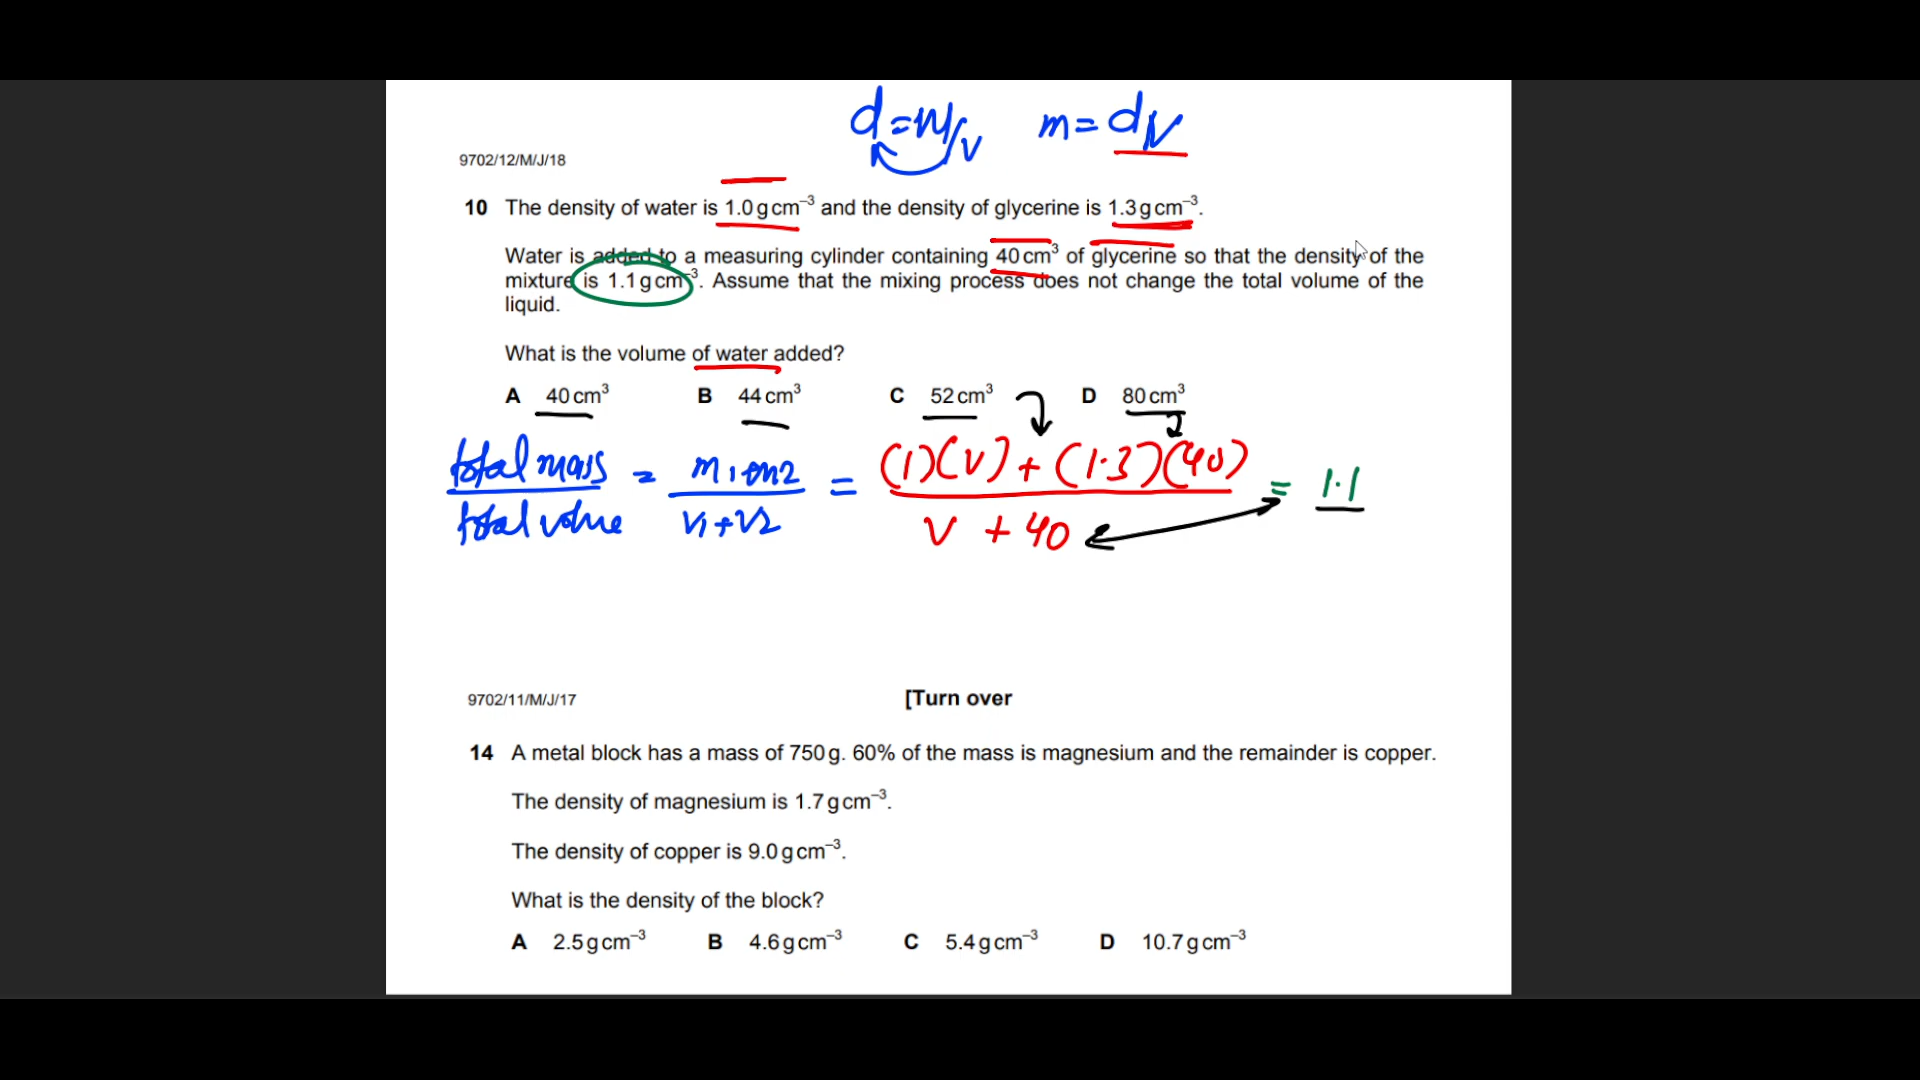 d = m/v m = dV
9702/12/M/J/18
10 The density of water is 1.0 g cm⁻³ and the density of glycerine is 1.3 g cm⁻³.
Water is added to a measuring cylinder containing 40 cm³ of glycerine so that the density of the
mixture is 1.1 g cm⁻³. Assume that the mixing process does not change the total volume of the
liquid.
What is the volume of water added?
A 40 cm³ B 44 cm³ C 52 cm³ D 80 cm³
total mass = m1+m2 = (1)(V) + (1.3)(40) = 1.1
total volume V1+V2 V + 40
9702/11/M/J/17 [Turn over
14 A metal block has a mass of 750 g. 60% of the mass is magnesium and the remainder is copper.
The density of magnesium is 1.7 g cm⁻³.
The density of copper is 9.0 g cm⁻³.
What is the density of the block?
A 2.5 g cm⁻³ B 4.6 g cm⁻³ C 5.4 g cm⁻³ D 10.7 g cm⁻³